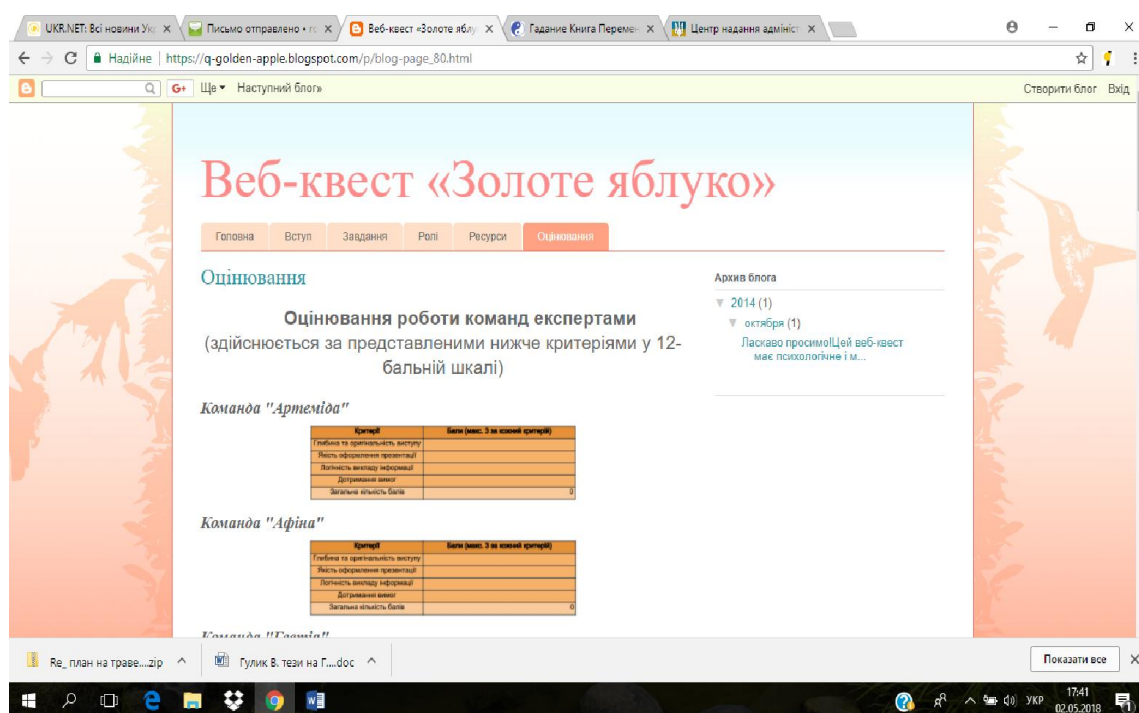 UKR.NET: Всі новини Ук
Письмо отправлено • г
Веб-квест «Золоте яблу
Гадание Книга Перемен
Центр надання адмініст
Надійне
https://q-golden-apple.blogspot.com/p/blog-page_80.html
G+ Ще Наступний блог»
Створити блог Вхід
Веб-квест «Золоте яблуко»
Головна Вступ Завдання Ролі Ресурси Оцінювання
Оцінювання
Оцінювання роботи команд експертами
(здійснюється за представленими нижче критеріями у 12-
бальній шкалі)
Команда "Артеміда"
Критерії Бали (макс. 3 за кожний критерій)
Глибина та оригінальність виступу
Якість оформлення презентації
Логічність викладу інформації
Дотримання вимог
Загальна кількість балів 0
Команда "Афіна"
Критерії Бали (макс. 3 за кожний критерій)
Глибина та оригінальність виступу
Якість оформлення презентації
Логічність викладу інформації
Дотримання вимог
Загальна кількість балів 0
Команда "Гестія"
Архив блога
2014 (1)
октября (1)
Ласкаво просимо!Цей веб-квест
має психологічне і м...
Re_ план на траве....zip
Гулик В. тези на Г....doc
Показати все
УКР
17:41
02.05.2018